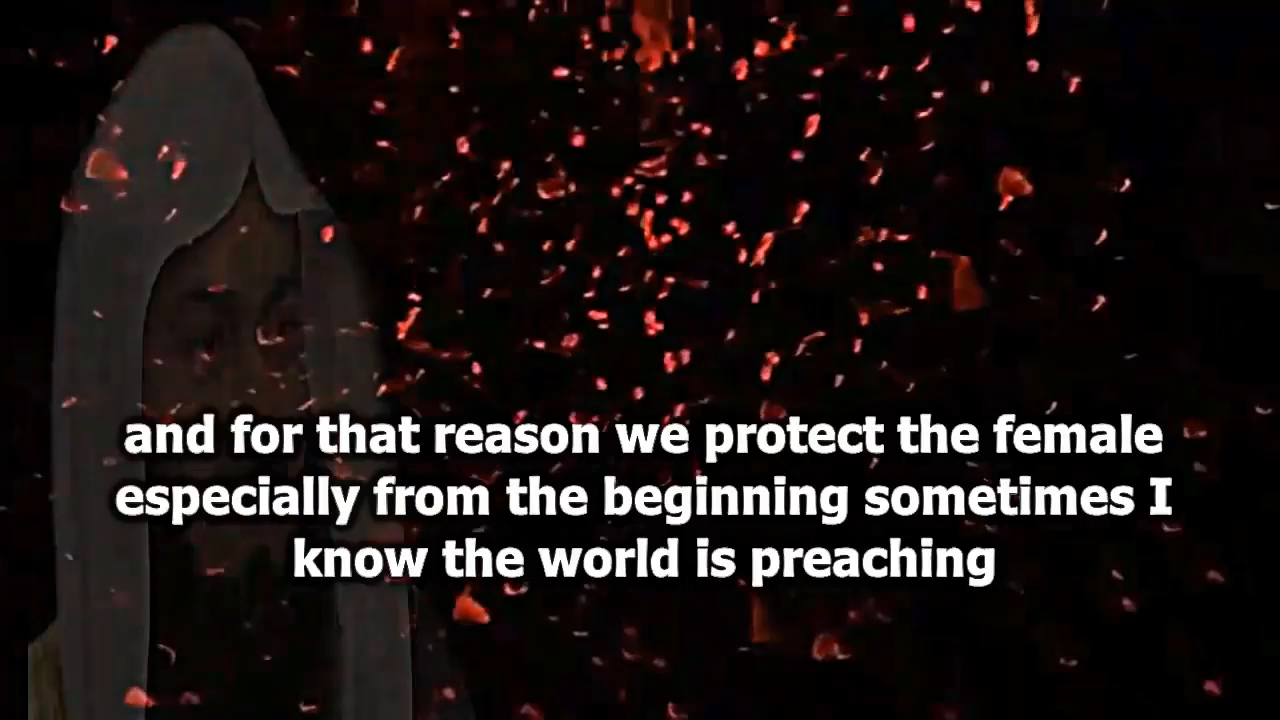 and for that reason we protect the female
especially from the beginning sometimes I
know the world is preaching